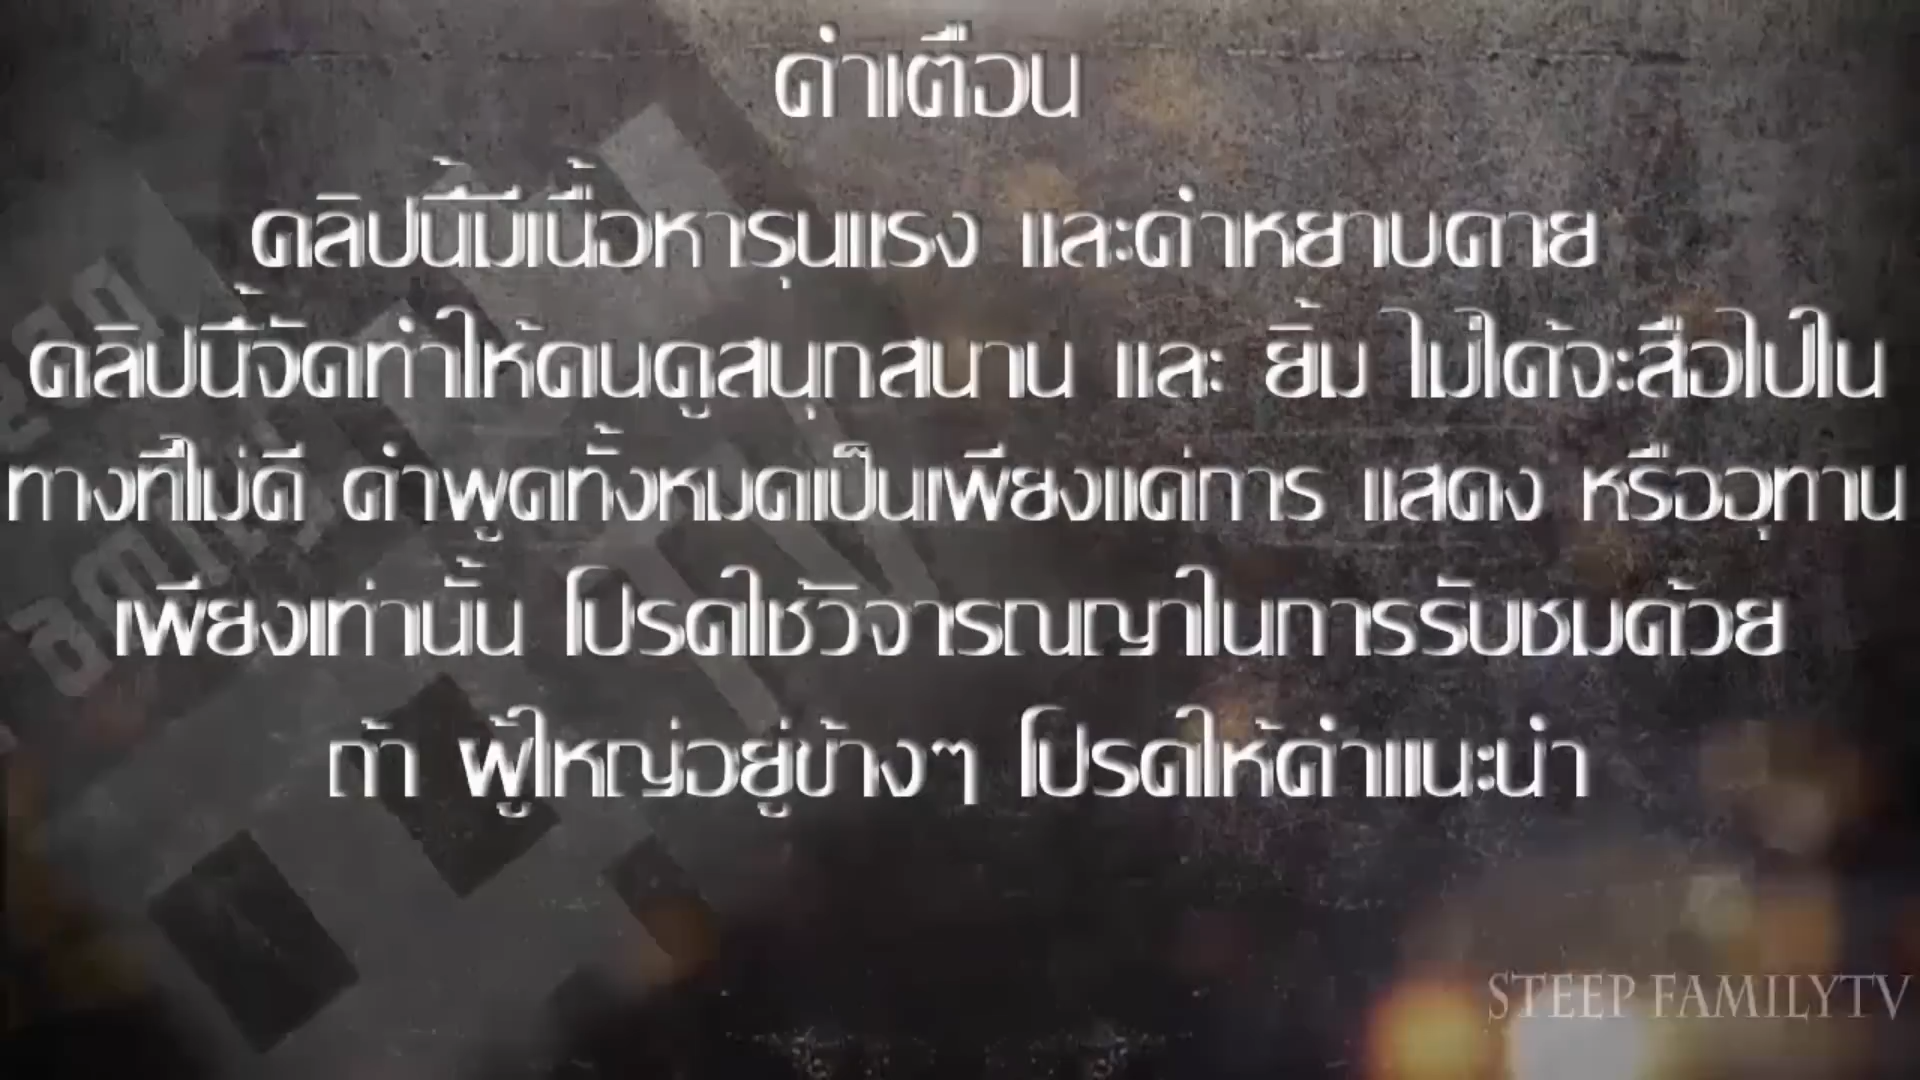 คำเตือน
คลิปนี้มีเนื้อหารุนแรง และคำหยาบคาย
คลิปนี้จัดทำให้คนดูสนุกสนาน และ ยิ้ม ไม่ได้จะสือไปใน
ทางที่ไม่ดี คำพูดทั้งหมดเป็นเพียงแค่การ แสดง หรืออุทาน
เพียงเท่านั้น โปรดใช้วิจารณญาในการรับชมด้วย
ถ้า ผู้ใหญ่อยู่ข้างๆ โปรดให้คำแนะนำ
STEEP FAMILYTV